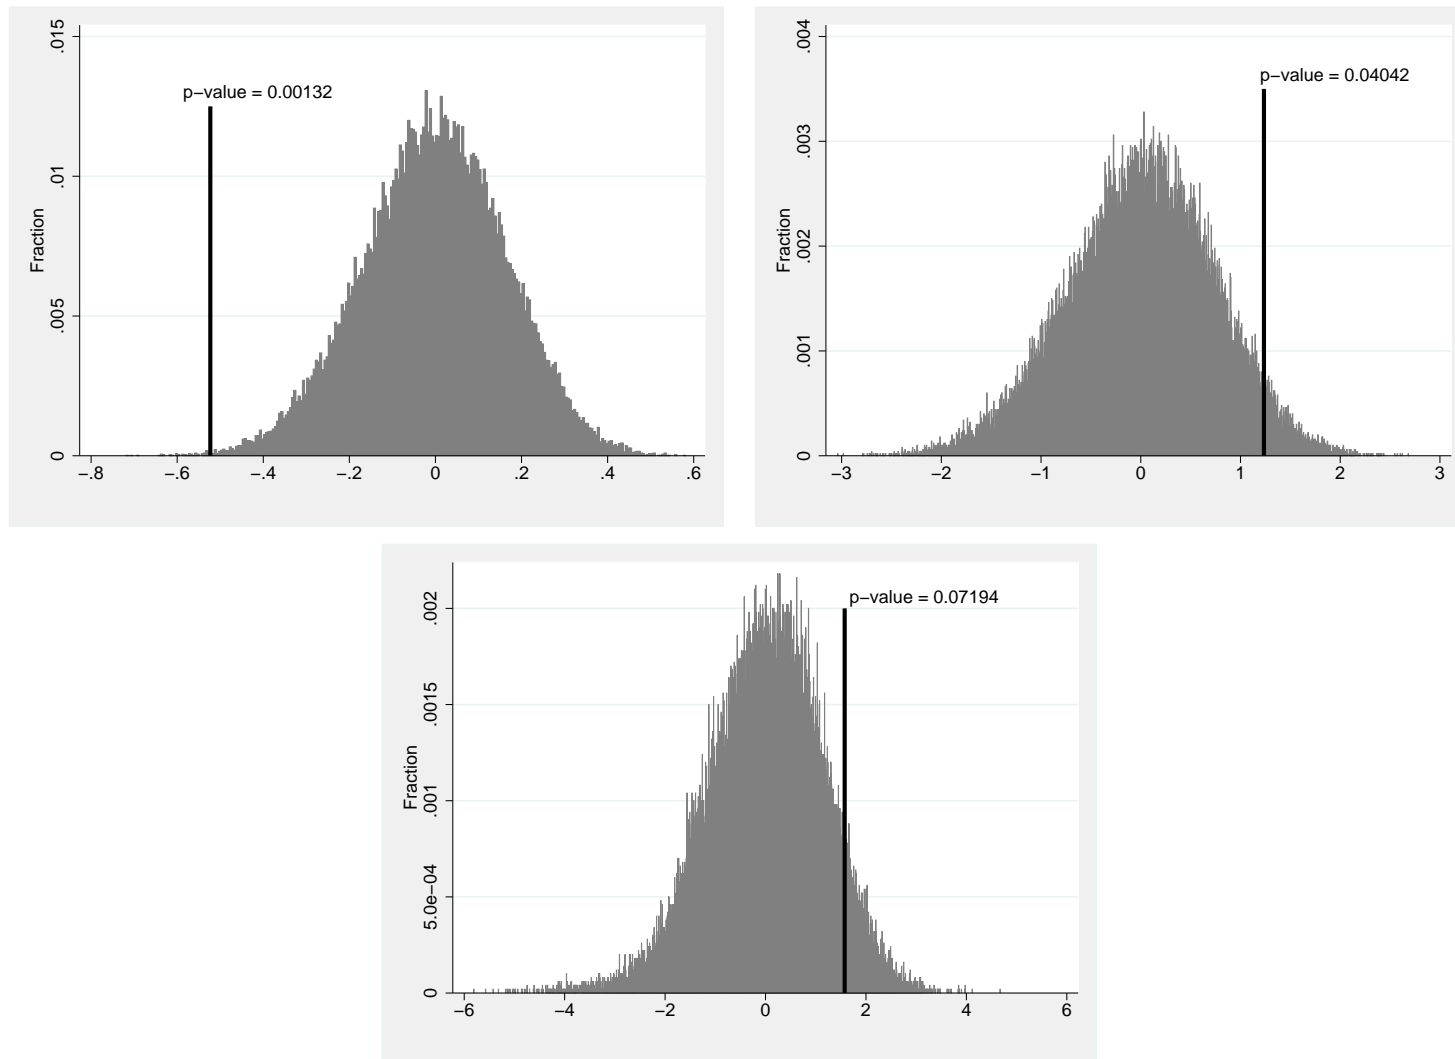 .015
p−value = 0.00132
.01
Fraction
.005
0
−.8 −.6 −.4 −.2 0 .2 .4 .6
.004
p−value = 0.04042
.003
Fraction
.002
.001
0
−3 −2 −1 0 1 2 3
p−value = 0.07194
.002
.0015
Fraction
.001
5.0e−04
0
−6 −4 −2 0 2 4 6